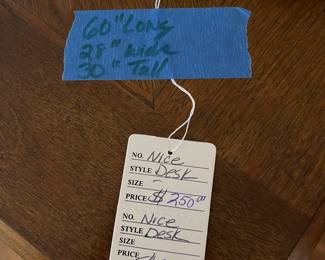 60" Long
28" wide
30" Tall
NO. Nice
STYLE Desk
SIZE -
PRICE $250.00
NO. Nice
STYLE Desk
SIZE
PRICE